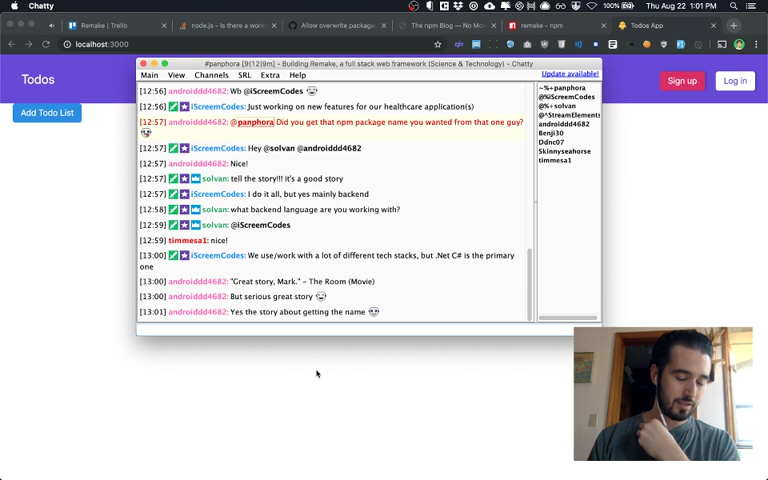 Chatty
100%
Thu Aug 22 1:01 PM
Remake | Trello
node.js - Is there a work
Allow overwrite package
The npm Blog — No Mo
remake - npm
Todos App
localhost:3000
Todos
Sign up
Log in
Add Todo List
#panphora [9|12|9m] - Building Remake, a full stack web framework (Science & Technology) - Chatty
Main View Channels SRL Extra Help
Update available!
[12:56] androiddd4682: Wb @iScreemCodes
[12:56] iScreemCodes: Just working on new features for our healthcare application(s)
[12:57] androiddd4682: @panphora Did you get that npm package name you wanted from that one guy?
[12:57] iScreemCodes: Hey @solvan @androiddd4682
[12:57] androiddd4682: Nice!
[12:57] solvan: tell the story!!! it's a good story
[12:57] iScreemCodes: I do it all, but yes mainly backend
[12:58] solvan: what backend language are you working with?
[12:59] solvan: @iScreemCodes
[12:59] timmesa1: nice!
[13:00] iScreemCodes: We use/work with a lot of different tech stacks, but .Net C# is the primary
one
[13:00] androiddd4682: "Great story, Mark." - The Room (Movie)
[13:00] androiddd4682: But serious great story
[13:01] androiddd4682: Yes the story about getting the name
~%+panphora
@%iScreemCodes
@%+solvan
@^StreamElements
androiddd4682
Benji30
Ddnc07
Skinnyseahorse
timmesa1